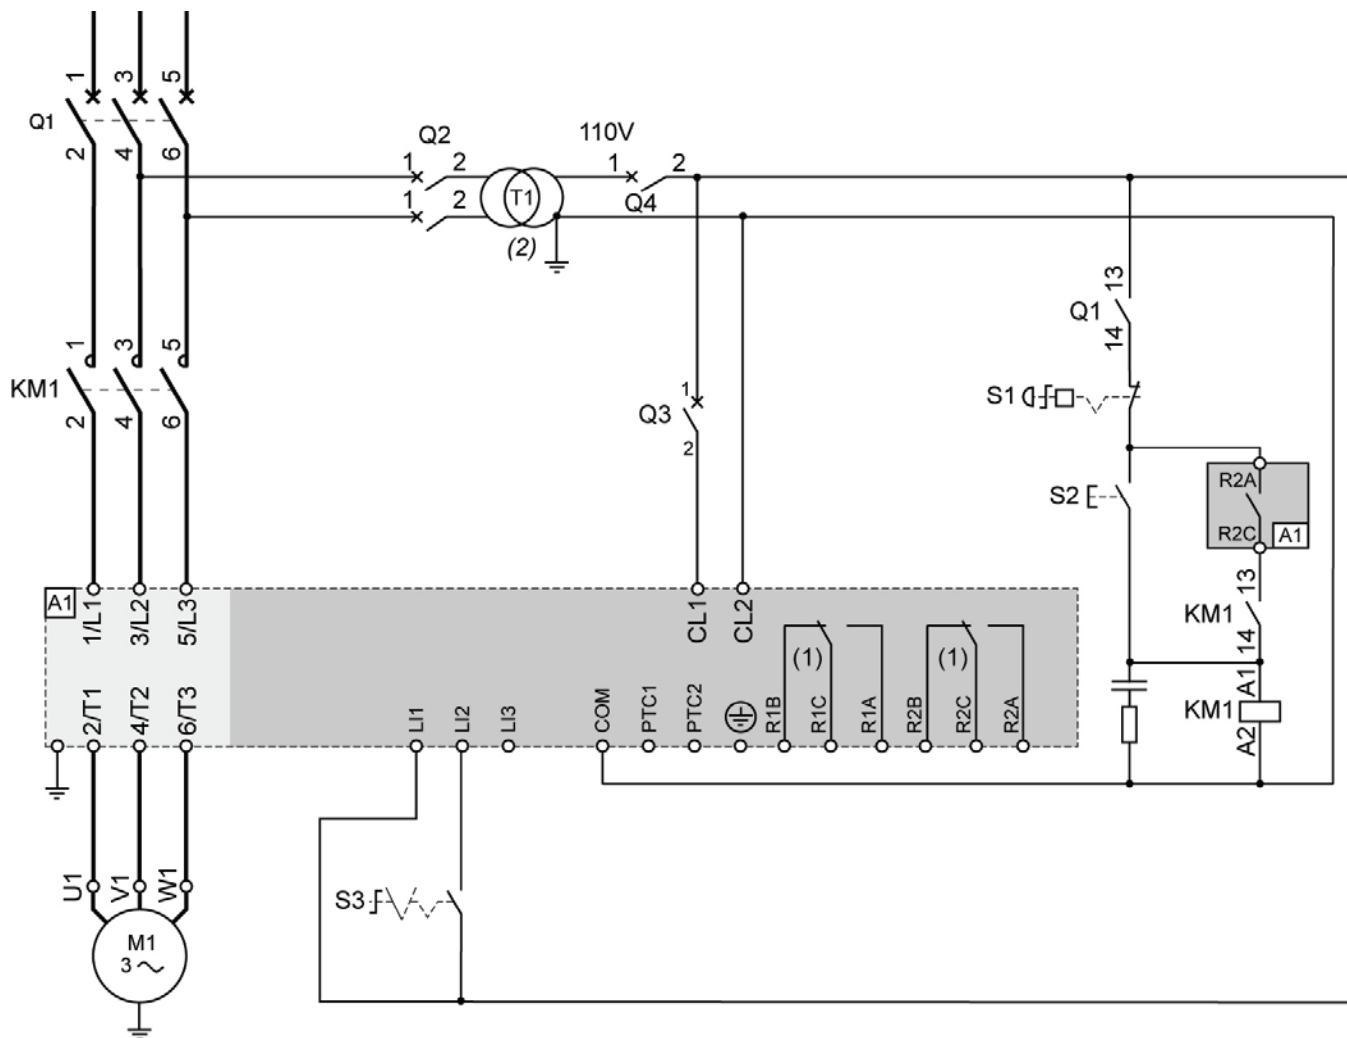 1 3 5
Q1
2 4 6
Q2
1 2
1 2
T1
(2)
110V
1 2
Q4
1 3 5
KM1
2 4 6
1
Q3
2
13
Q1
14
S1
S2
R2A
R2C
A1
13
KM1
14
A1
KM1
A2
A1
1/L1 3/L2 5/L3
CL1 CL2
(1) (1)
2/T1 4/T2 6/T3
LI1 LI2 LI3
COM PTC1 PTC2
R1B R1C R1A
R2B R2C R2A
U1 V1 W1
S3
M1
3